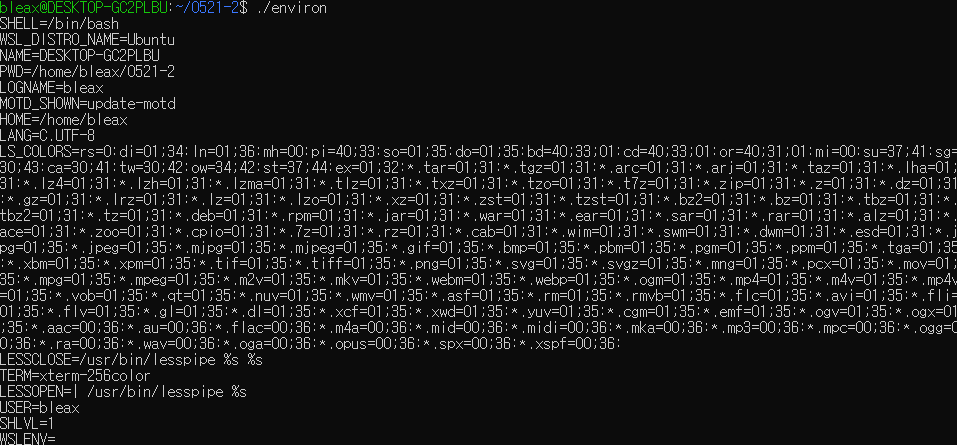 bleax@DESKTOP-GC2PLBU:~/0521-2$ ./environ
SHELL=/bin/bash
WSL_DISTRO_NAME=Ubuntu
NAME=DESKTOP-GC2PLBU
PWD=/home/bleax/0521-2
LOGNAME=bleax
MOTD_SHOWN=update-motd
HOME=/home/bleax
LANG=C.UTF-8
LS_COLORS=rs=0:di=01;34:ln=01;36:mh=00:pi=40;33:so=01;35:do=01;35:bd=40;33;01:cd=40;33;01:or=40;31;01:mi=00:su=37;41:sg=
30;43:ca=30;41:tw=30;42:ow=34;42:st=37;44:ex=01;32:*.tar=01;31:*.tgz=01;31:*.arc=01;31:*.arj=01;31:*.taz=01;31:*.lha=01;
31:*.lz4=01;31:*.lzh=01;31:*.lzma=01;31:*.tlz=01;31:*.txz=01;31:*.tzo=01;31:*.t7z=01;31:*.zip=01;31:*.z=01;31:*.dz=01;31
:*.gz=01;31:*.lrz=01;31:*.lz=01;31:*.lzo=01;31:*.xz=01;31:*.zst=01;31:*.tzst=01;31:*.bz2=01;31:*.bz=01;31:*.tbz=01;31:*.
tbz2=01;31:*.tz=01;31:*.deb=01;31:*.rpm=01;31:*.jar=01;31:*.war=01;31:*.ear=01;31:*.sar=01;31:*.rar=01;31:*.alz=01;31:*.
ace=01;31:*.zoo=01;31:*.cpio=01;31:*.7z=01;31:*.rz=01;31:*.cab=01;31:*.wim=01;31:*.swm=01;31:*.dwm=01;31:*.esd=01;31:*.j
pg=01;35:*.jpeg=01;35:*.mjpg=01;35:*.mjpeg=01;35:*.gif=01;35:*.bmp=01;35:*.pbm=01;35:*.pgm=01;35:*.ppm=01;35:*.tga=01;35
:*.xbm=01;35:*.xpm=01;35:*.tif=01;35:*.tiff=01;35:*.png=01;35:*.svg=01;35:*.svgz=01;35:*.mng=01;35:*.pcx=01;35:*.mov=01;
35:*.mpg=01;35:*.mpeg=01;35:*.m2v=01;35:*.mkv=01;35:*.webm=01;35:*.webp=01;35:*.ogm=01;35:*.mp4=01;35:*.m4v=01;35:*.mp4v
=01;35:*.vob=01;35:*.qt=01;35:*.nuv=01;35:*.wmv=01;35:*.asf=01;35:*.rm=01;35:*.rmvb=01;35:*.flc=01;35:*.avi=01;35:*.fli=
01;35:*.flv=01;35:*.gl=01;35:*.dl=01;35:*.xcf=01;35:*.xwd=01;35:*.yuv=01;35:*.cgm=01;35:*.emf=01;35:*.ogv=01;35:*.ogx=01
;35:*.aac=00;36:*.au=00;36:*.flac=00;36:*.m4a=00;36:*.mid=00;36:*.midi=00;36:*.mka=00;36:*.mp3=00;36:*.mpc=00;36:*.ogg=0
0;36:*.ra=00;36:*.wav=00;36:*.oga=00;36:*.opus=00;36:*.spx=00;36:*.xspf=00;36:
LESSCLOSE=/usr/bin/lesspipe %s %s
TERM=xterm-256color
LESSOPEN=| /usr/bin/lesspipe %s
USER=bleax
SHLVL=1
WSLENV=